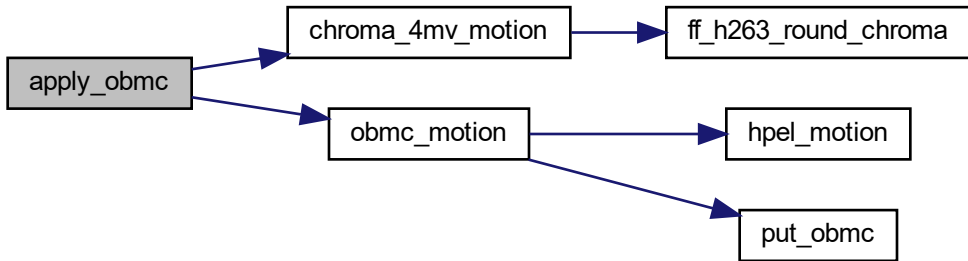 apply_obmc
chroma_4mv_motion
ff_h263_round_chroma
obmc_motion
hpel_motion
put_obmc